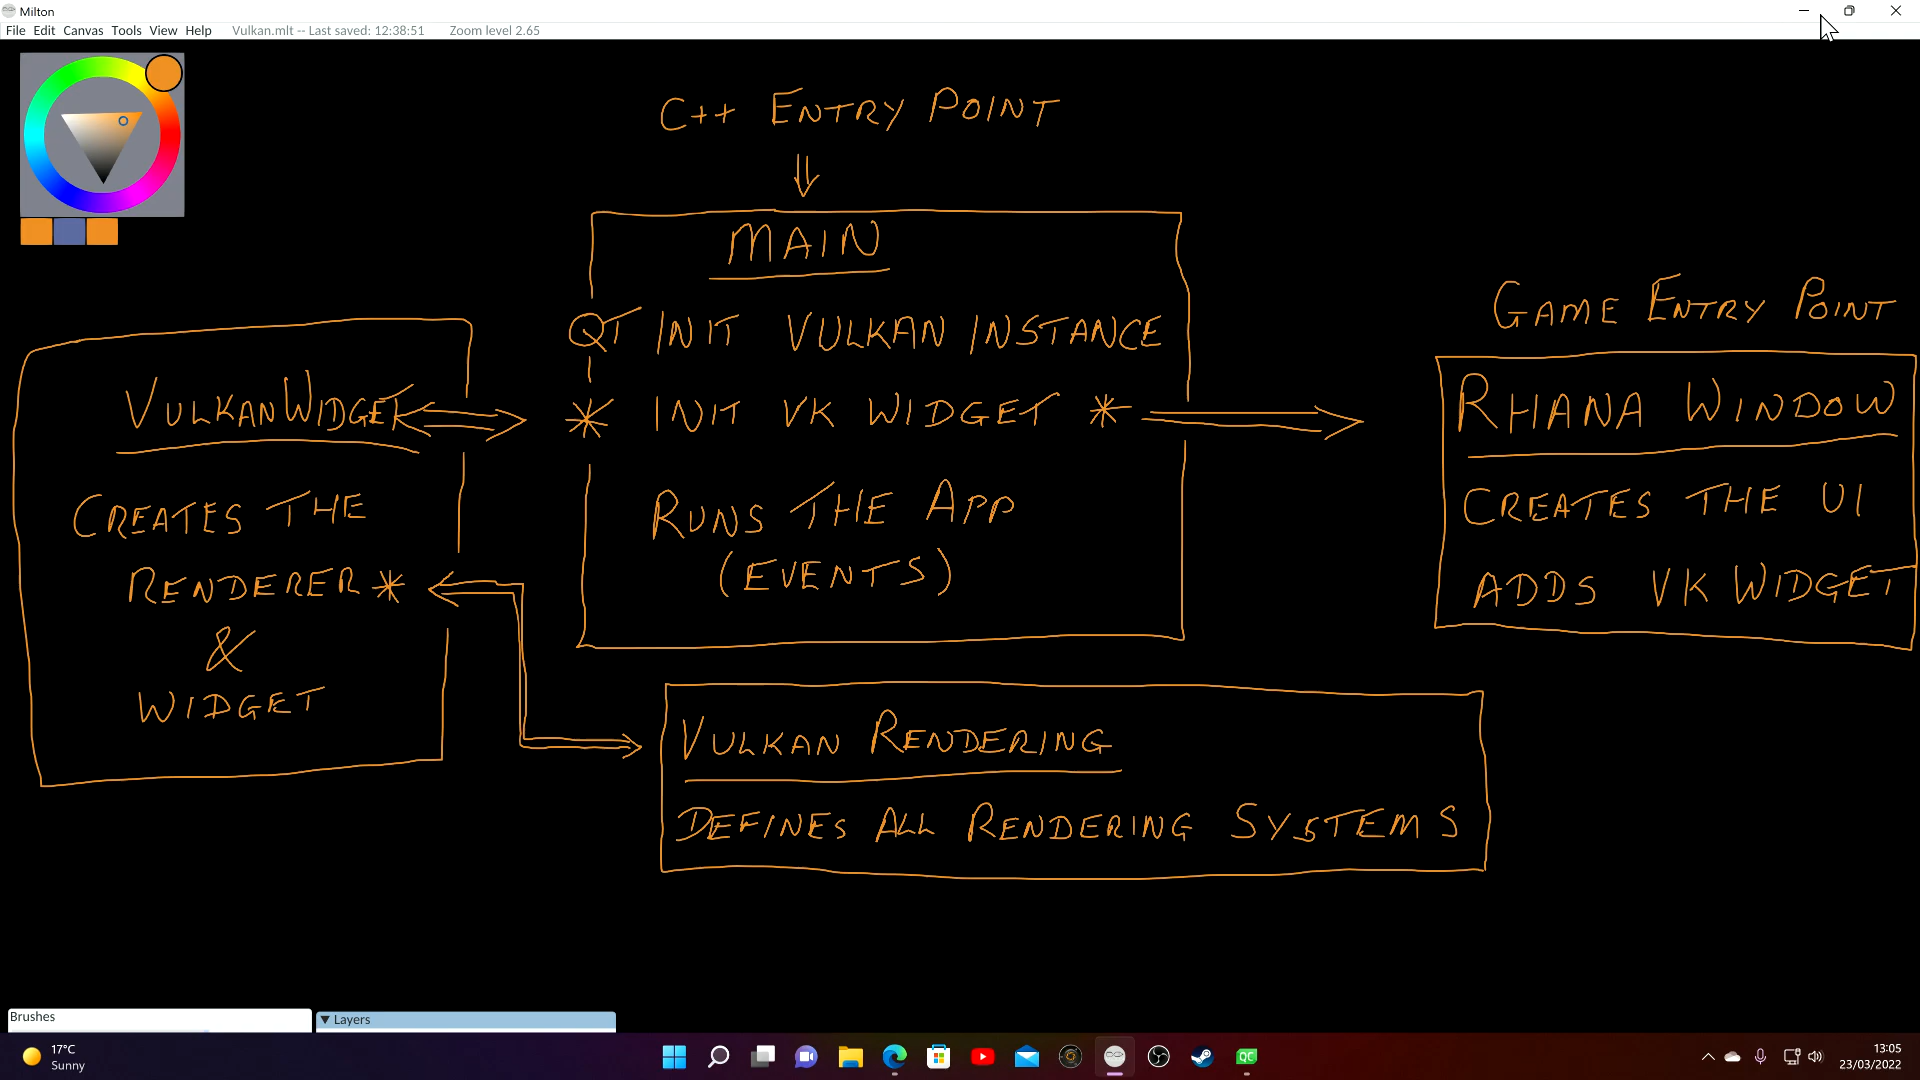 Milton
File Edit Canvas Tools View Help Vulkan.mlt -- Last saved: 12:38:51 Zoom level 2.65
C++ ENTRY POINT
MAIN
QT INIT VULKAN INSTANCE
* INIT VK WIDGET *
RUNS THE APP
(EVENTS)
VULKANWIDGET
CREATES THE
RENDERER *
&
WIDGET
GAME ENTRY POINT
RHANA WINDOW
CREATES THE UI
ADDS VK WIDGET
VULKAN RENDERING
DEFINES ALL RENDERING SYSTEMS
Brushes
Layers
17°C
Sunny
QC
13:05
23/03/2022